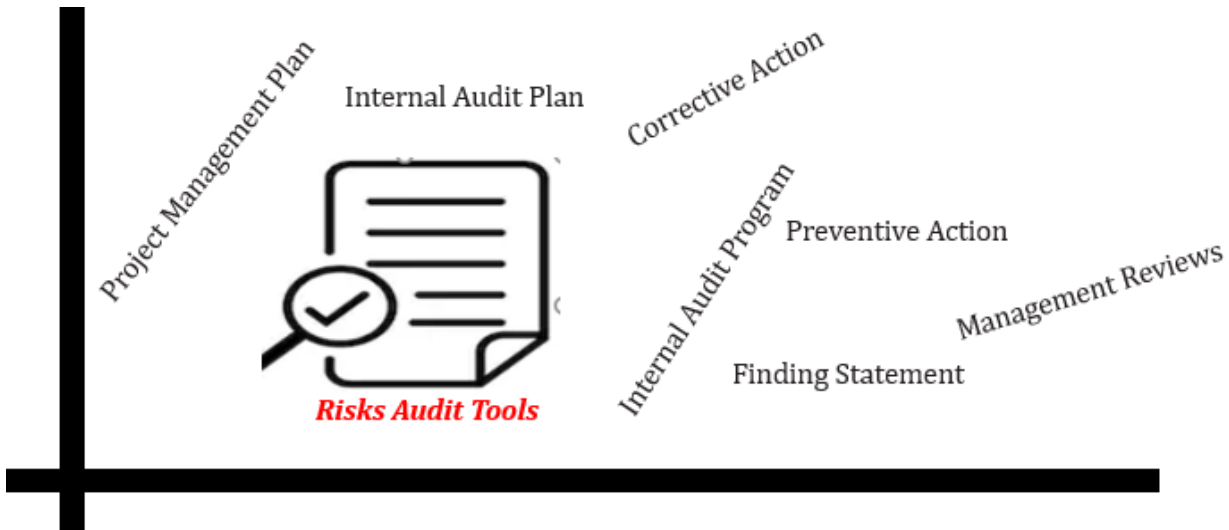 Project Management Plan
Internal Audit Plan
Corrective Action
Internal Audit Program
Preventive Action
Management Reviews
Finding Statement
Risks Audit Tools